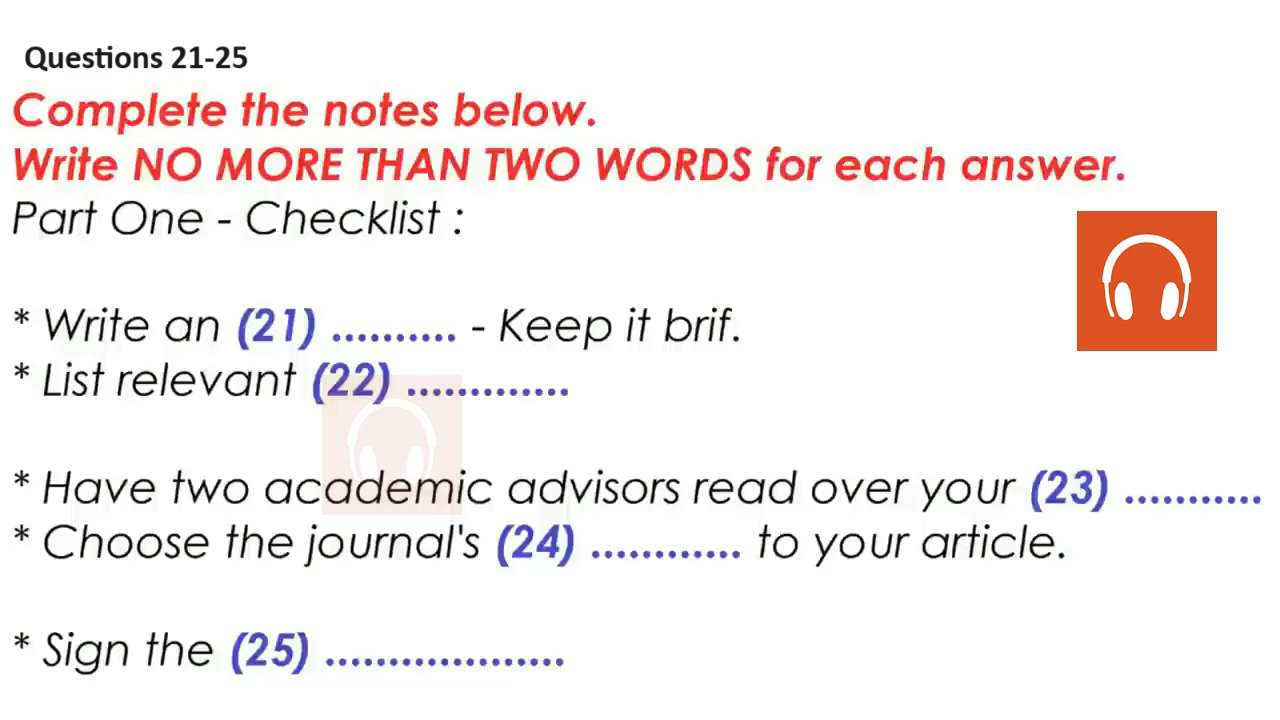 Questions 21-25
Complete the notes below.
Write NO MORE THAN TWO WORDS for each answer.
Part One - Checklist :
* Write an (21) .......... - Keep it brif.
* List relevant (22) .............
* Have two academic advisors read over your (23) ...........
* Choose the journal's (24) ............ to your article.
* Sign the (25) ...................